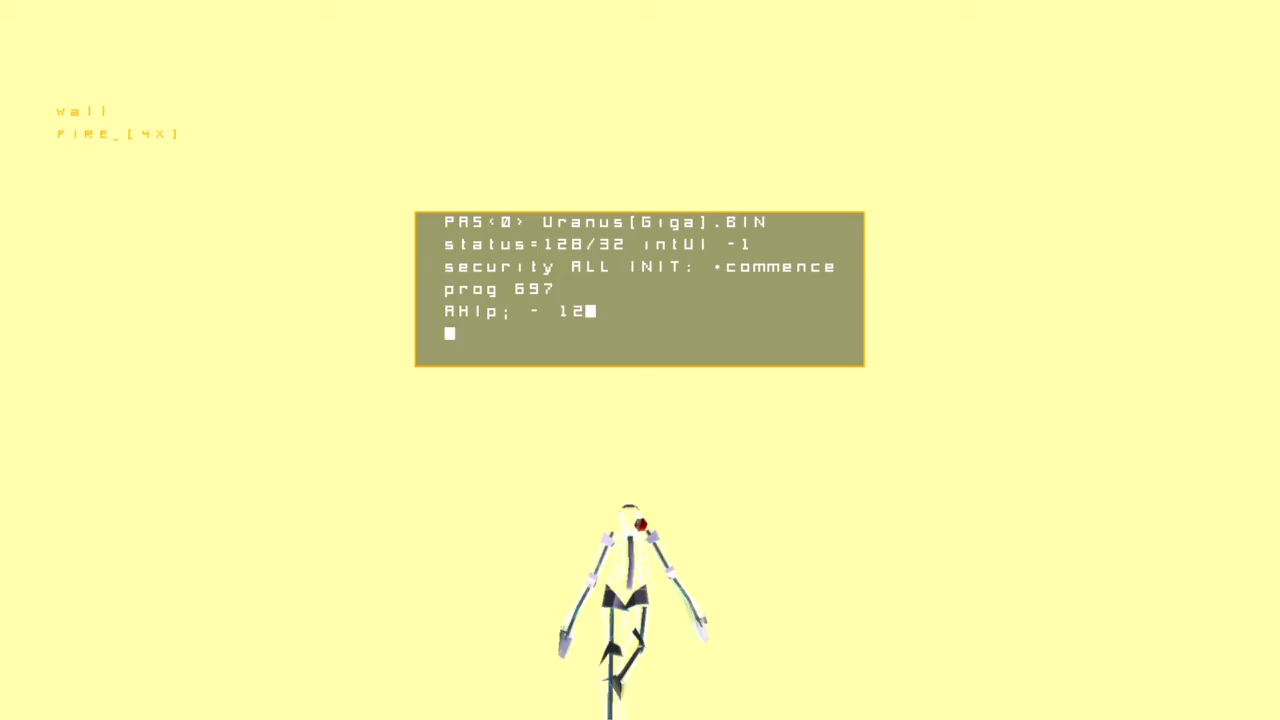 wall
FIRE_[4X]
PAS<0> Uranus[Giga].BIN
status=128/32 intUI -1
security ALL INIT: •commence
prog 697
AHIp; - 12